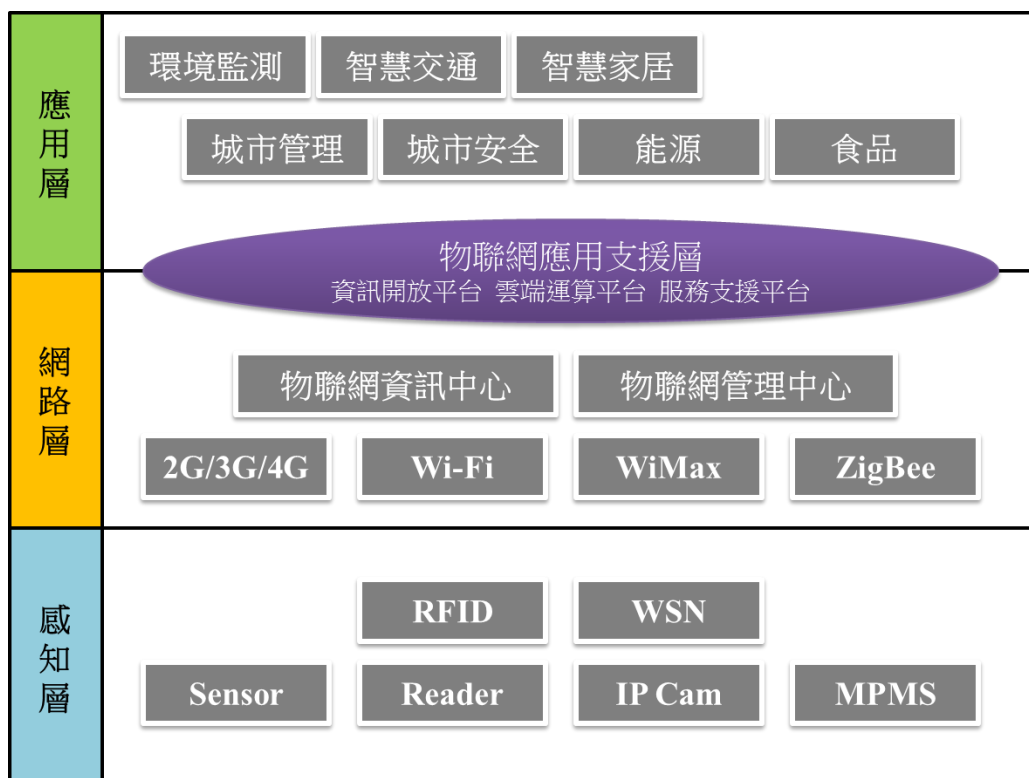 應用層
環境監測 智慧交通 智慧家居
城市管理 城市安全 能源 食品
物聯網應用支援層
資訊開放平台 雲端運算平台 服務支援平台
網路層
物聯網資訊中心 物聯網管理中心
2G/3G/4G Wi-Fi WiMax ZigBee
感知層
RFID WSN
Sensor Reader IP Cam MPMS